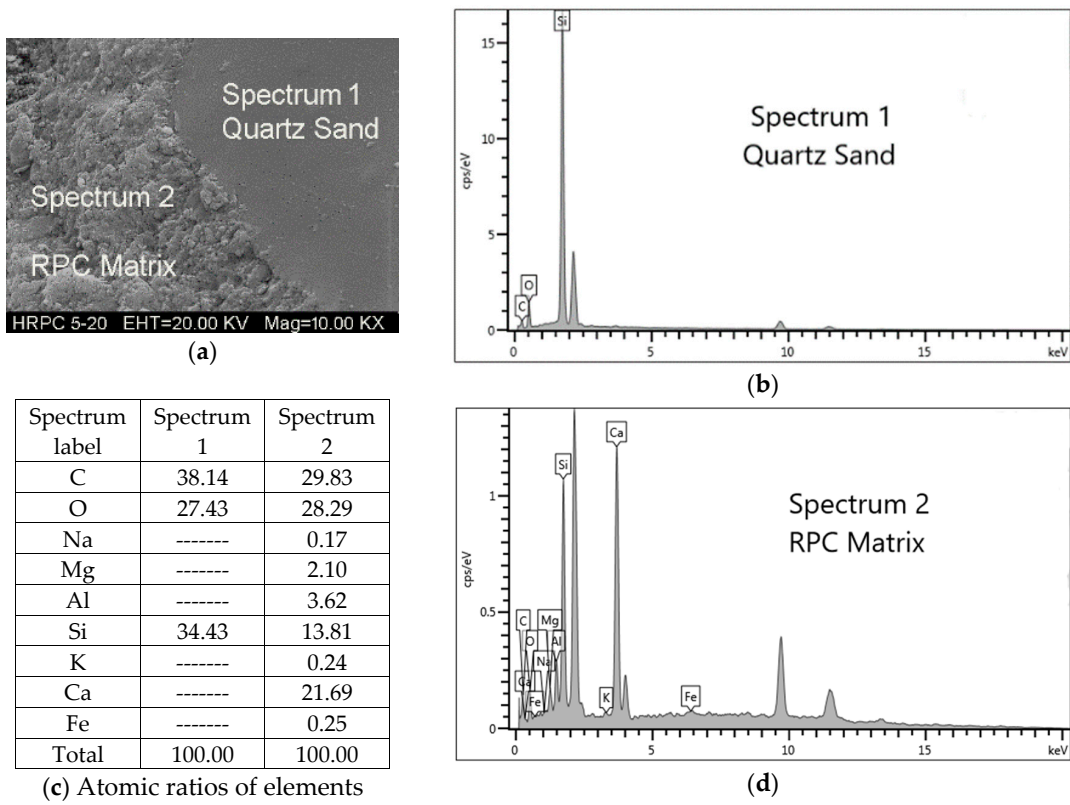 Spectrum 1
Quartz Sand
Spectrum 2
RPC Matrix
HRPC 5-20 EHT=20.00 KV Mag=10.00 KX
(a)
Si
O
C
Spectrum 1
Quartz Sand
cps/eV
15
10
5
0
0 5 10 15 keV
(b)
Spectrum label Spectrum 1 Spectrum 2
C 38.14 29.83
O 27.43 28.29
Na ------- 0.17
Mg ------- 2.10
Al ------- 3.62
Si 34.43 13.81
K ------- 0.24
Ca ------- 21.69
Fe ------- 0.25
Total 100.00 100.00
(c) Atomic ratios of elements
Ca
Si
Spectrum 2
RPC Matrix
cps/eV
1
0.5
0
C Mg
O Al
Na
Ca
Fe K Fe
0 5 10 15 keV
(d)